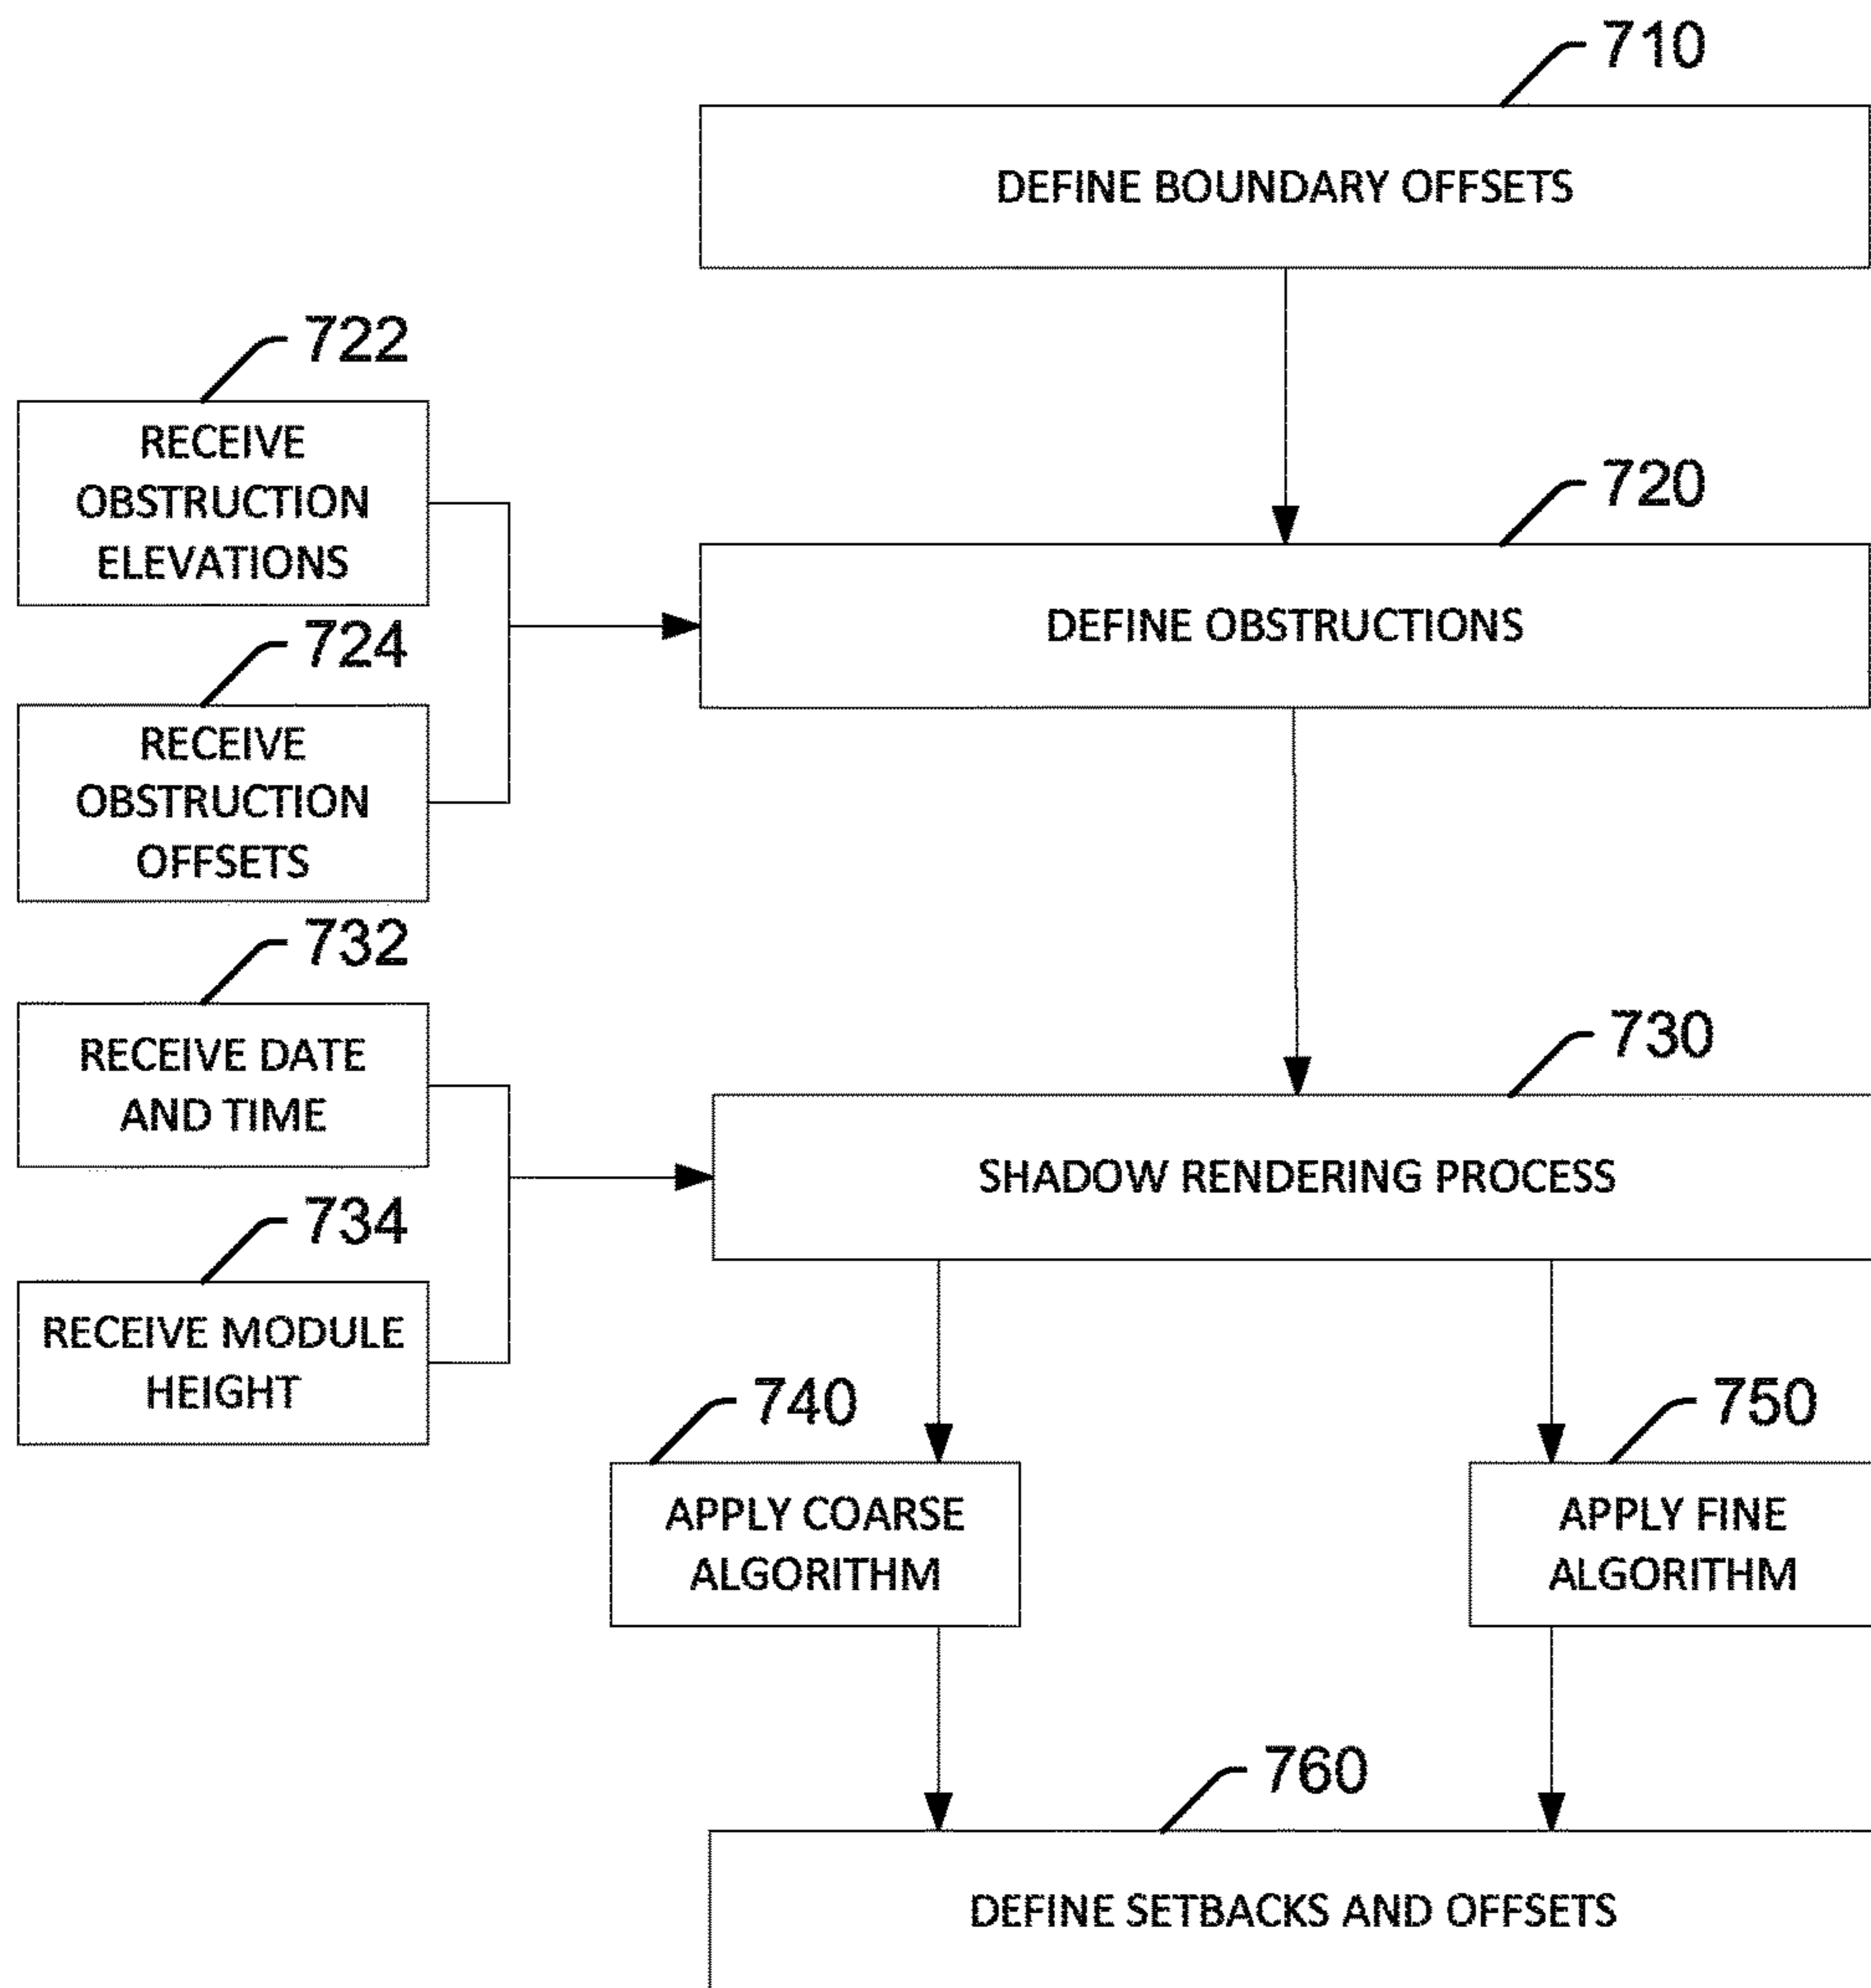 710
DEFINE BOUNDARY OFFSETS
722
RECEIVE
OBSTRUCTION
ELEVATIONS
720
DEFINE OBSTRUCTIONS
724
RECEIVE
OBSTRUCTION
OFFSETS
732
RECEIVE DATE
AND TIME
730
SHADOW RENDERING PROCESS
734
RECEIVE MODULE
HEIGHT
740
APPLY COARSE
ALGORITHM
750
APPLY FINE
ALGORITHM
760
DEFINE SETBACKS AND OFFSETS